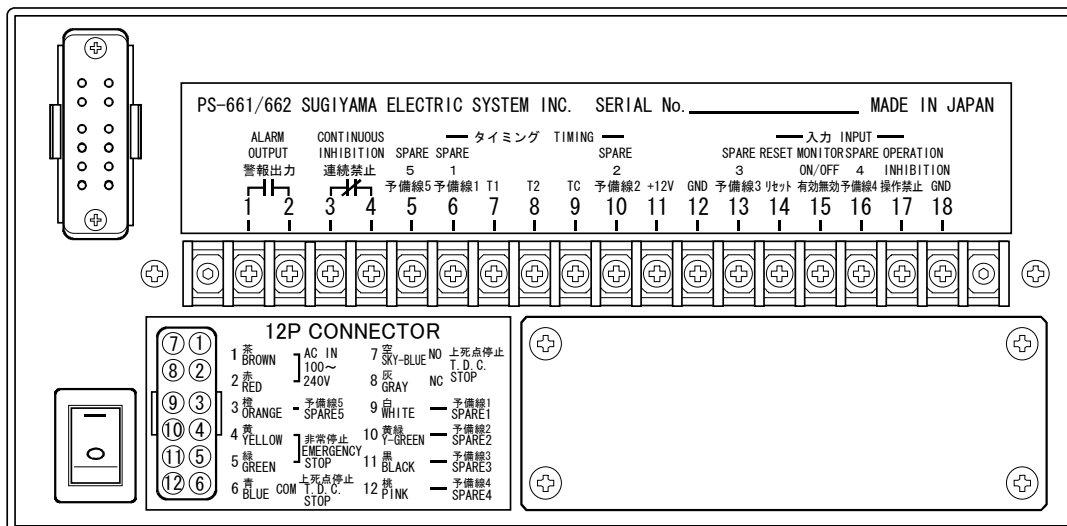 PS-661/662 SUGIYAMA ELECTRIC SYSTEM INC. SERIAL No. MADE IN JAPAN
ALARM CONTINUOUS タイミング TIMING 入力 INPUT
OUTPUT INHIBITION SPARE SPARE SPARE SPARE RESET MONITOR SPARE OPERATION
5 1 2 3 ON/OFF 4 INHIBITION
警報出力 連続禁止 予備線5 予備線1 T1 T2 TC 予備線2 +12V GND 予備線3 リセット 有効無効 予備線4 操作禁止 GND
1 2 3 4 5 6 7 8 9 10 11 12 13 14 15 16 17 18
12P CONNECTOR
⑦ ①
⑧ ②
⑨ ③
⑩ ④
⑪ ⑤
⑫ ⑥
1 茶 BROWN
2 赤 RED
AC IN
100～
240V
3 橙 ORANGE - 予備線5
SPARE5
4 黄 YELLOW
5 緑 GREEN
非常停止
EMERGENCY
STOP
6 青 BLUE COM 上死点停止
T.D.C.
STOP
7 空 SKY-BLUE NO
8 灰 GRAY NC
上死点停止
T.D.C.
STOP
9 白 WHITE 予備線1
SPARE1
10 黄緑 Y-GREEN 予備線2
SPARE2
11 黒 BLACK 予備線3
SPARE3
12 桃 PINK 予備線4
SPARE4